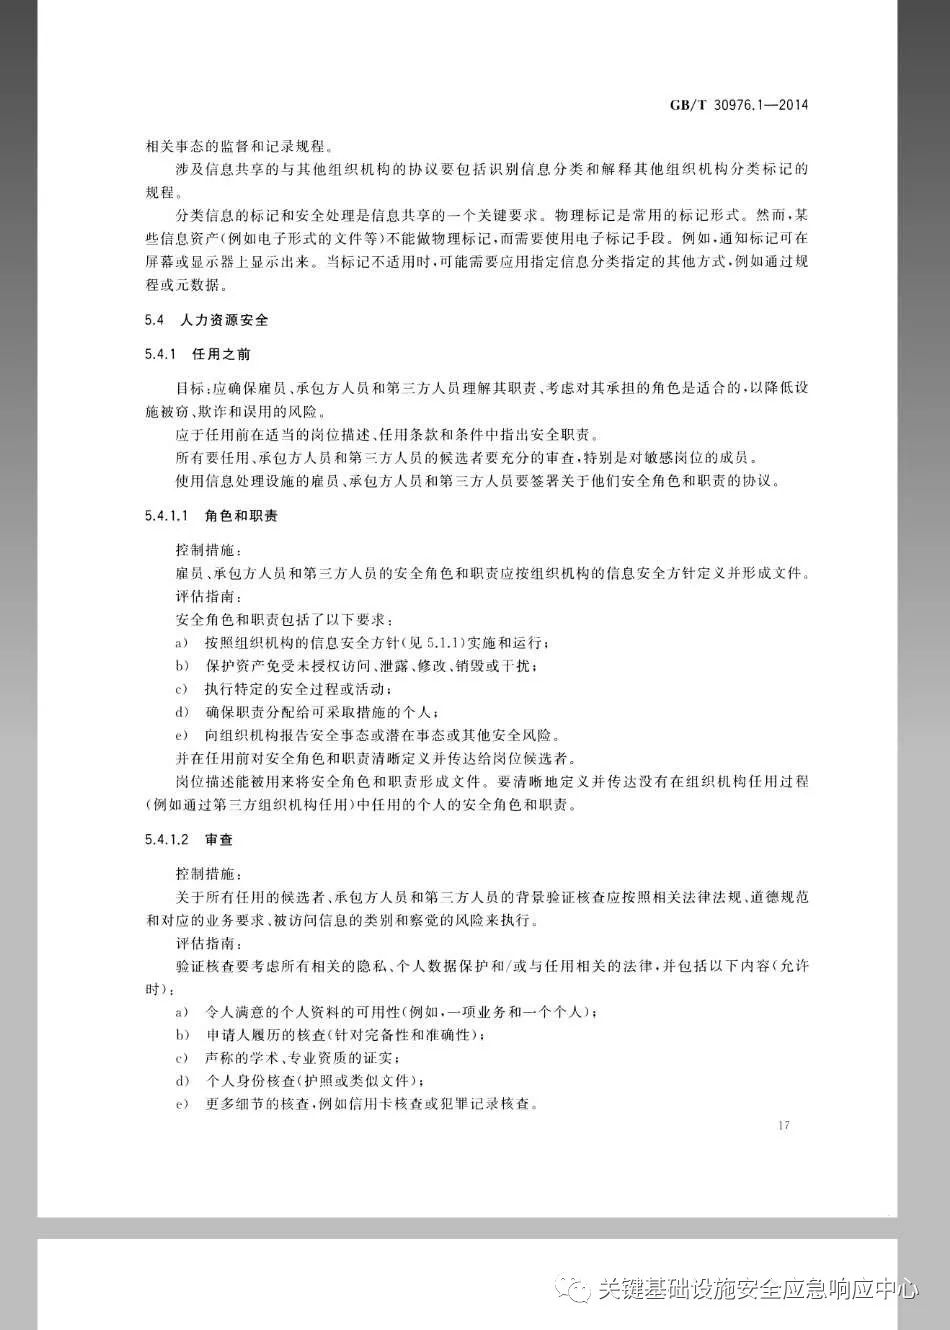 GB/T 30976.1—2014
相关事态的监督和记录规程。
涉及信息共享的与其他组织机构的协议要包括识别信息分类和解释其他组织机构分类标记的
规程。
分类信息的标记和安全处理是信息共享的一个关键要求。物理标记是常用的标记形式。然而,某
些信息资产(例如电子形式的文件等)不能做物理标记,而需要使用电子标记手段。例如,通知标记可在
屏幕或显示器上显示出来。当标记不适用时,可能需要应用指定信息分类指定的其他方式,例如通过规
程或元数据。
5.4 人力资源安全
5.4.1 任用之前
目标:应确保雇员、承包方人员和第三方人员理解其职责、考虑对其承担的角色是适合的,以降低设
施被窃、欺诈和误用的风险。
应于任用前在适当的岗位描述、任用条款和条件中指出安全职责。
所有要任用、承包方人员和第三方人员的候选者要充分的审查,特别是对敏感岗位的成员。
使用信息处理设施的雇员、承包方人员和第三方人员要签署关于他们安全角色和职责的协议。
5.4.1.1 角色和职责
控制措施:
雇员、承包方人员和第三方人员的安全角色和职责应按组织机构的信息安全方针定义并形成文件。
评估指南:
安全角色和职责包括了以下要求:
a) 按照组织机构的信息安全方针(见 5.1.1)实施和运行;
b) 保护资产免受未授权访问、泄露、修改、销毁或干扰;
c) 执行特定的安全过程或活动;
d) 确保职责分配给可采取措施的个人;
e) 向组织机构报告安全事态或潜在事态或其他安全风险。
并在任用前对安全角色和职责清晰定义并传达给岗位候选者。
岗位描述能被用来将安全角色和职责形成文件。要清晰地定义并传达没有在组织机构任用过程
(例如通过第三方组织机构任用)中任用的个人的安全角色和职责。
5.4.1.2 审查
控制措施:
关于所有任用的候选者、承包方人员和第三方人员的背景验证核查应按照相关法律法规、道德规范
和对应的业务要求、被访问信息的类别和察觉的风险来执行。
评估指南:
验证核查要考虑所有相关的隐私、个人数据保护和/或与任用相关的法律,并包括以下内容(允许
时):
a) 令人满意的个人资料的可用性(例如,一项业务和一个个人);
b) 申请人履历的核查(针对完备性和准确性);
c) 声称的学术、专业资质的证实;
d) 个人身份核查(护照或类似文件);
e) 更多细节的核查,例如信用卡核查或犯罪记录核查。
17
关键基础设施安全应急响应中心